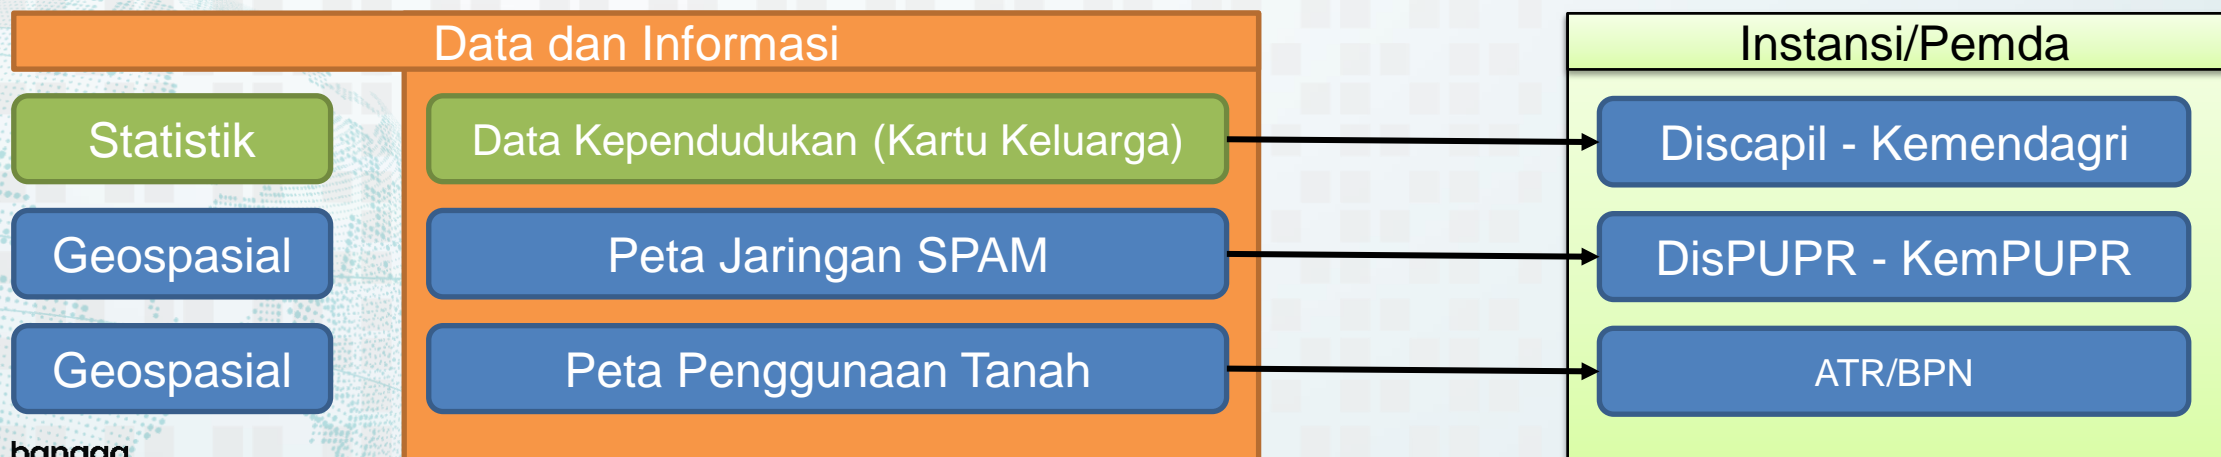 Data dan Informasi
Instansi/Pemda
Statistik
Data Kependudukan (Kartu Keluarga)
Discapil - Kemendagri
Geospasial
Peta Jaringan SPAM
DisPUPR - KemPUPR
Geospasial
Peta Penggunaan Tanah
ATR/BPN
bangga